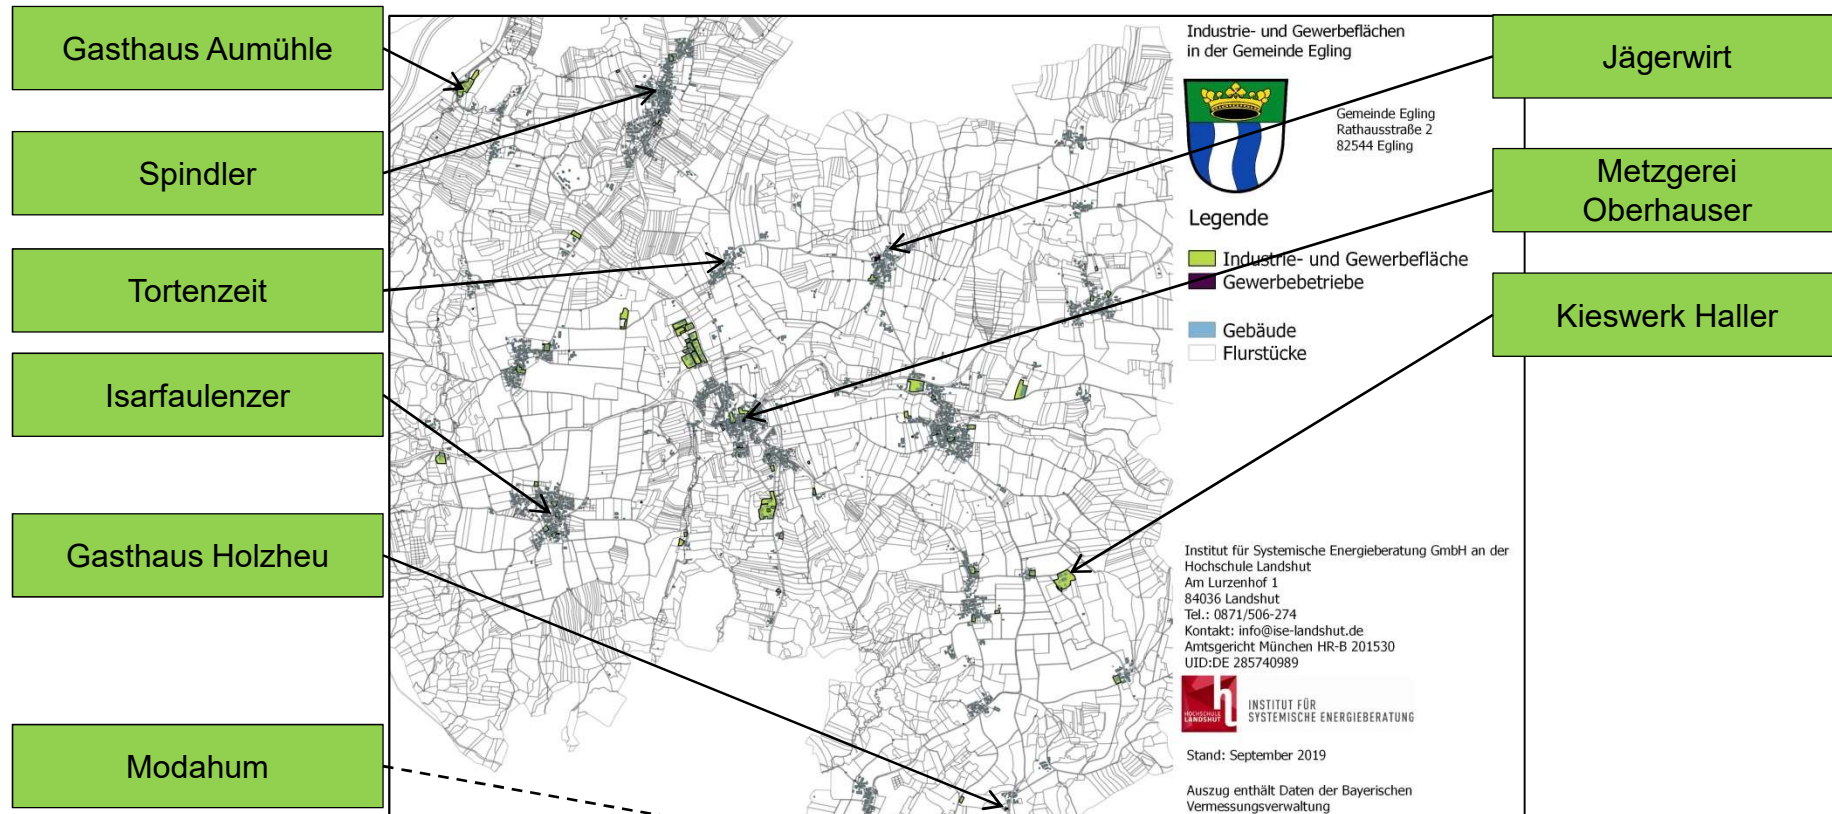 Gasthaus Aumühle
Spindler
Tortenzeit
Isarfaulenzer
Gasthaus Holzheu
Modahum
Industrie- und Gewerbeflächen
in der Gemeinde Egling
Gemeinde Egling
Rathausstraße 2
82544 Egling
Legende
Industrie- und Gewerbefläche
Gewerbebetriebe
Gebäude
Flurstücke
Institut für Systemische Energieberatung GmbH an der
Hochschule Landshut
Am Lurzenhof 1
84036 Landshut
Tel.: 0871/506-274
Kontakt: info@ise-landshut.de
Amtsgericht München HR-B 201530
UID:DE 285740989
HOCHSCHULE
LANDSHUT
INSTITUT FÜR
SYSTEMISCHE ENERGIEBERATUNG
Stand: September 2019
Auszug enthält Daten der Bayerischen
Vermessungsverwaltung
Jägerwirt
Metzgerei
Oberhauser
Kieswerk Haller